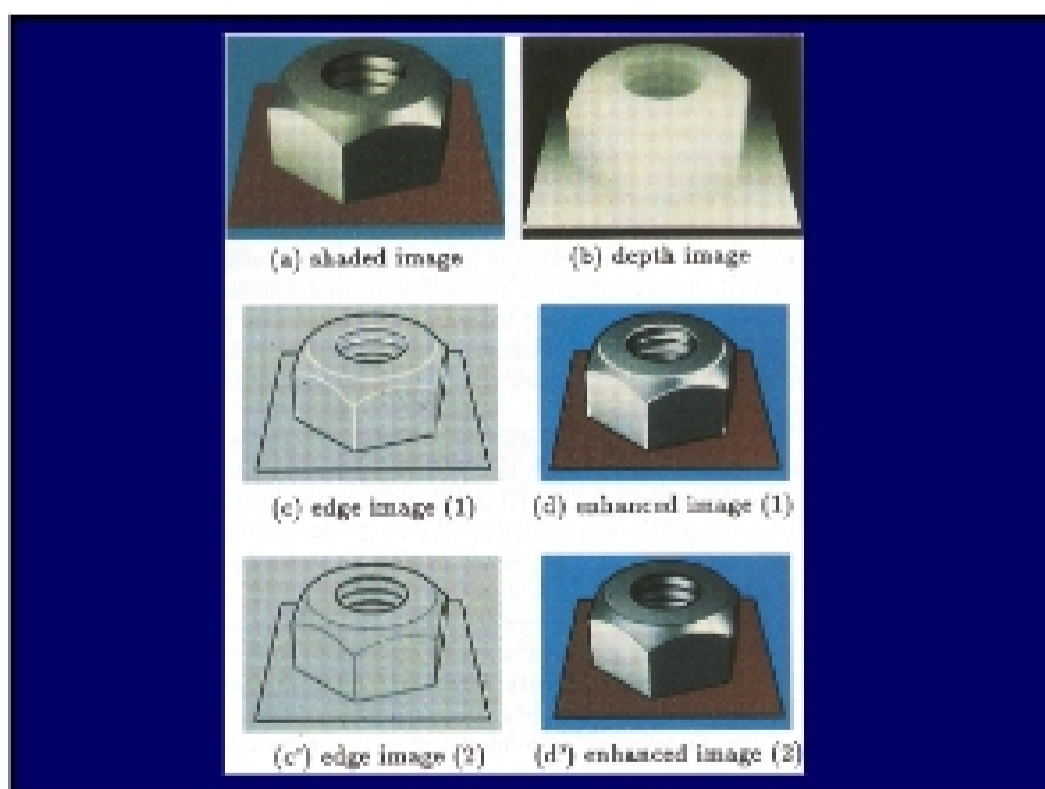 (a) shaded image
(b) depth image
(c) edge image (1)
(d) enhanced image (1)
(c') edge image (2)
(d') enhanced image (2)